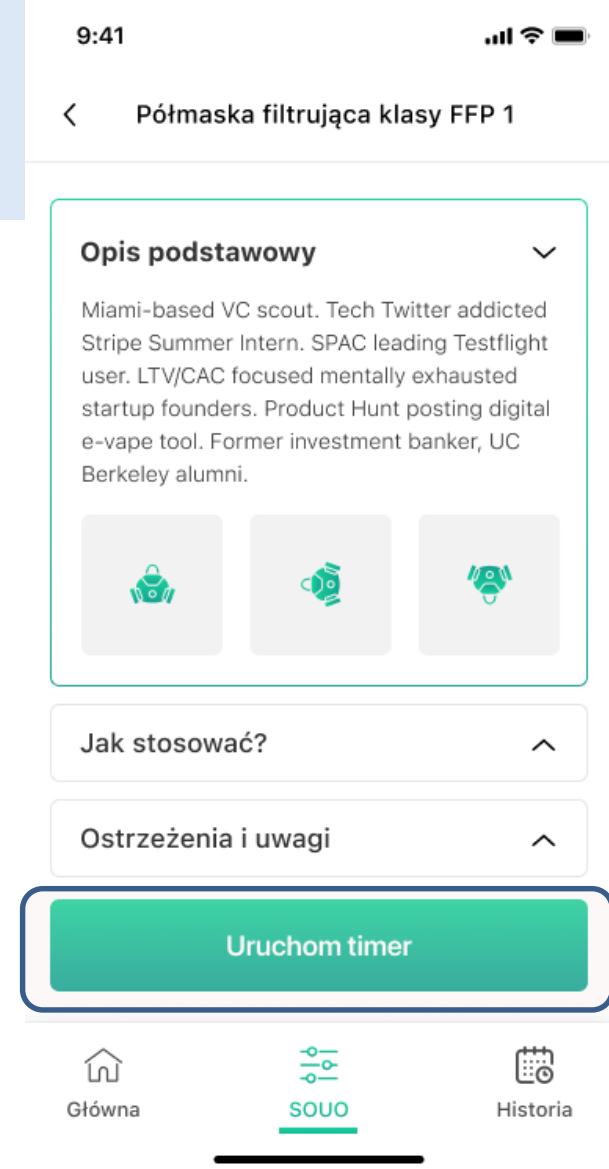 9:41
Półmaska filtrująca klasy FFP 1
Opis podstawowy
Miami-based VC scout. Tech Twitter addicted
Stripe Summer Intern. SPAC leading Testflight
user. LTV/CAC focused mentally exhausted
startup founders. Product Hunt posting digital
e-vape tool. Former investment banker, UC
Berkeley alumni.
Jak stosować?
Ostrzeżenia i uwagi
Uruchom timer
Główna
SOUO
Historia